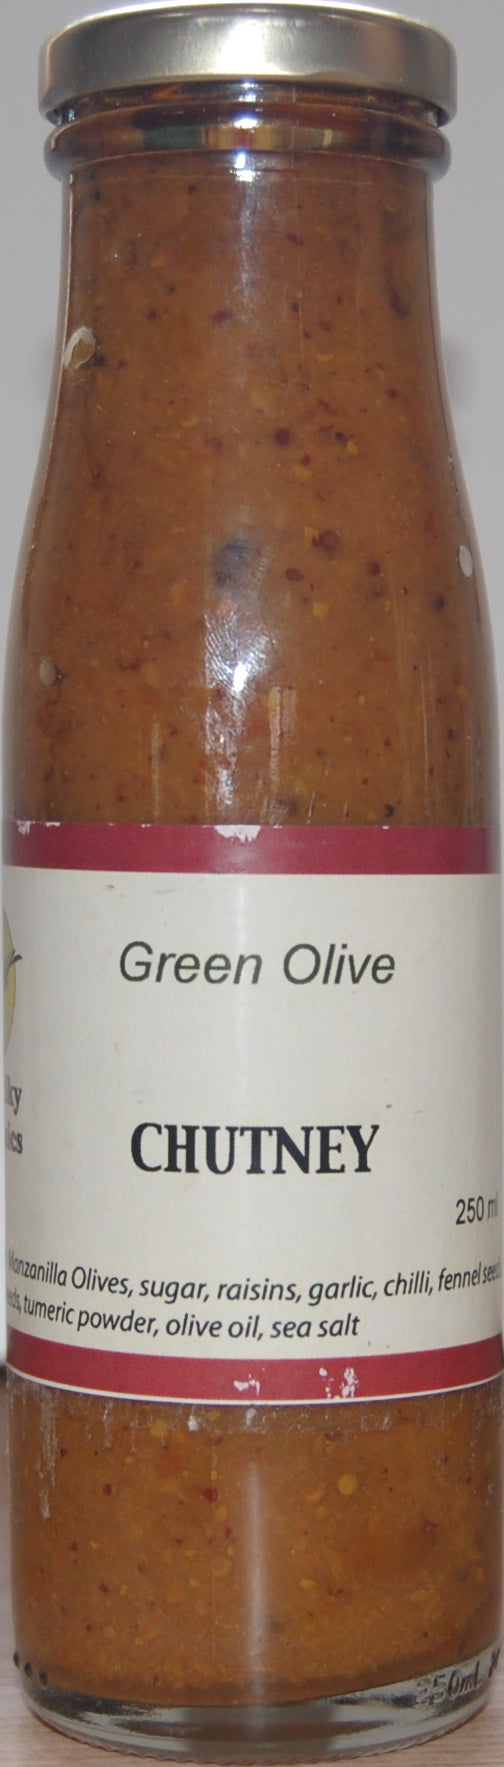 Green Olive
CHUTNEY
250 ml
Manzanilla Olives, sugar, raisins, garlic, chilli, fennel seeds
tumeric powder, olive oil, sea salt
250mL